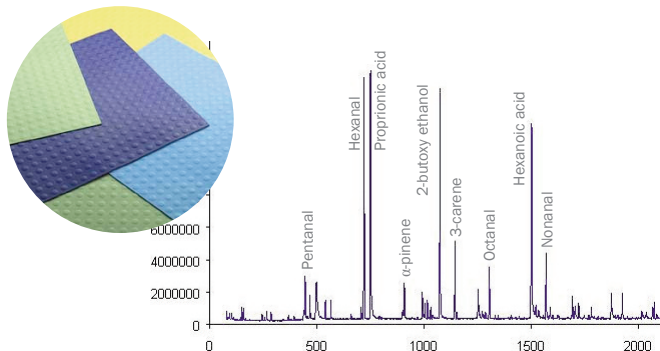 Hexanal
Proprionic acid
2-butoxy ethanol
Hexanoic acid
Pentanal
α-pinene
3-carene
Octanal
Nonanal
6000000
4000000
2000000
0
0
500
1000
1500
2000